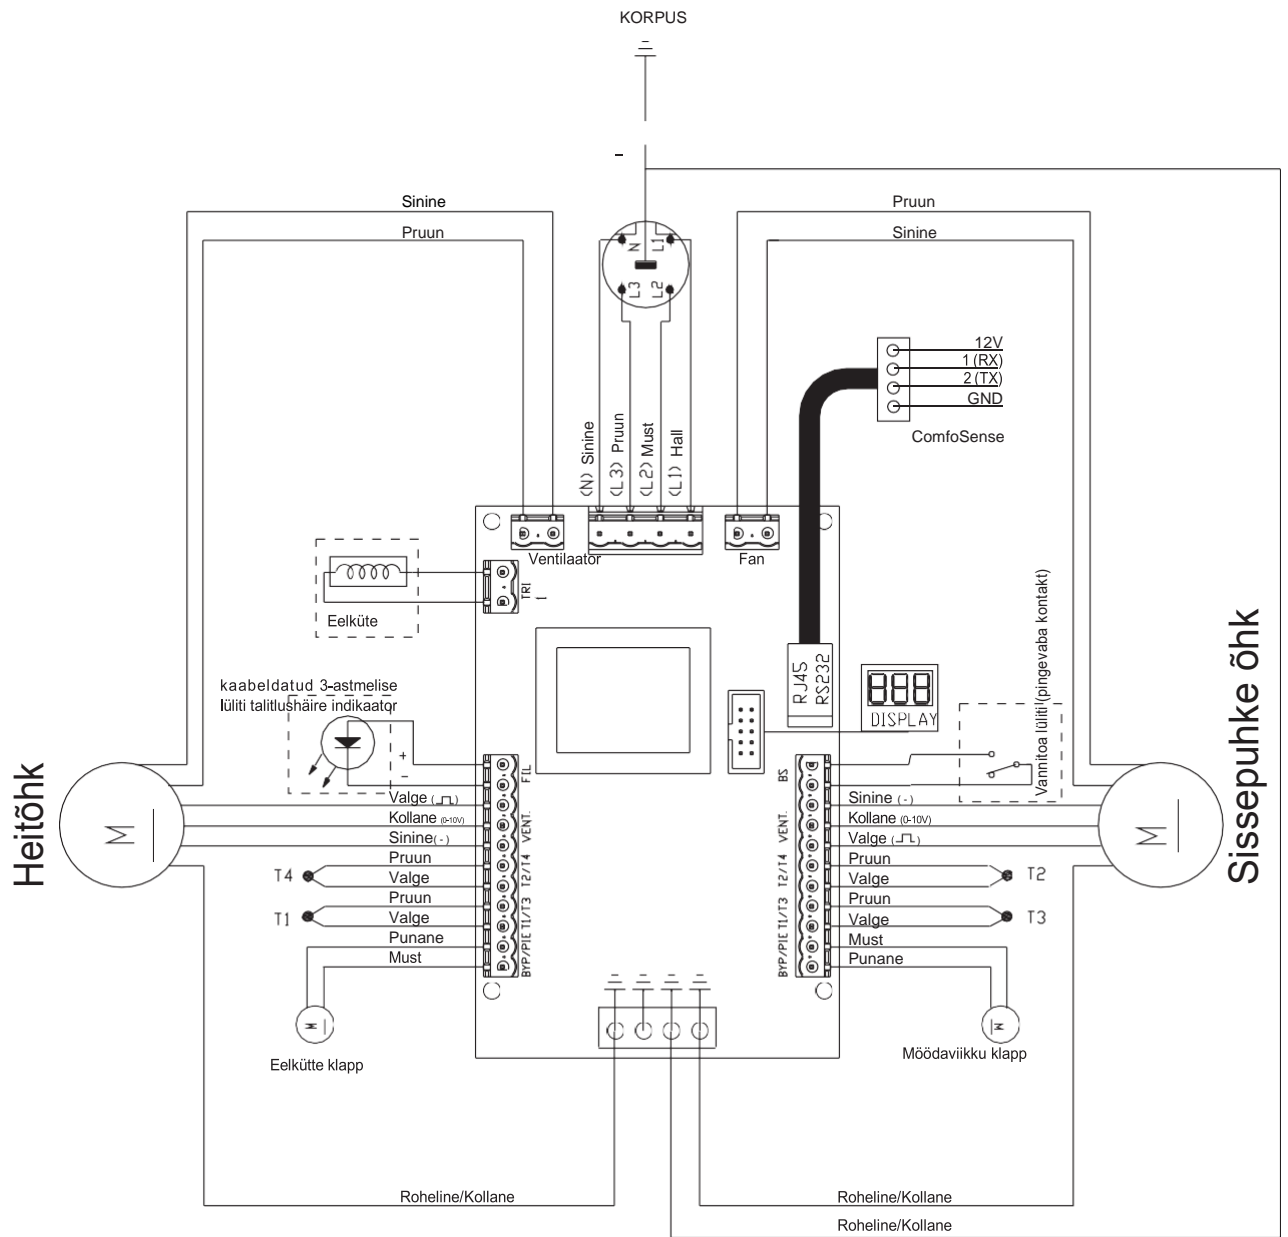 KORPUS
Sinine
Pruun
Pruun
Sinine
N
L1
L3
L2
12V
1 (RX)
2 (TX)
GND
ComfoSense
(N) Sinine
(L3) Pruun
(L2) Must
(L1) Hall
Ventilaator
Fan
TRI 1
Eelküte
RJ45
RS232
DISPLAY
Vannitoa lüliti (pingevaba kontakt)
kaabeldatud 3-astmelise
lüliti talitlushäire indikaator
+
-
Heitõhk
M
Valge
Kollane (0-10V)
Sinine(-)
Pruun
Valge
Pruun
Valge
Punane
Must
T4
T1
FIL
VENT.
T2/T4
T1/T3
BYP/PIE
BS
VENT.
T2/T4
T1/T3
BYP/PIE
Sinine (-)
Kollane (0-10V)
Valge
Pruun
Valge
Pruun
Valge
Must
Punane
T2
T3
M
Sissepuhke õhk
M
Eelkütte klapp
M
Möödaviikku klapp
Roheline/Kollane
Roheline/Kollane
Roheline/Kollane